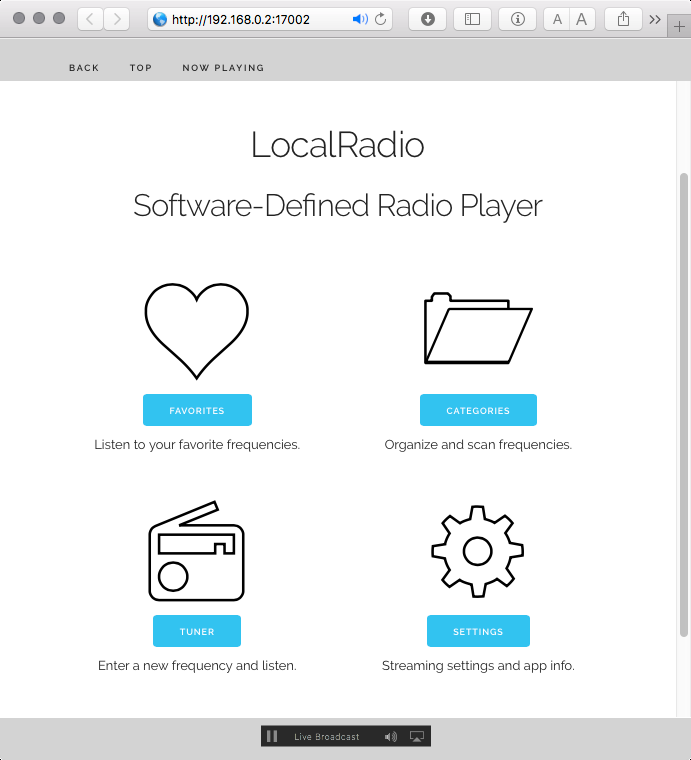 http://192.168.0.2:17002
A A
BACK TOP NOW PLAYING
LocalRadio
Software-Defined Radio Player
FAVORITES CATEGORIES
Listen to your favorite frequencies. Organize and scan frequencies.
TUNER SETTINGS
Enter a new frequency and listen. Streaming settings and app info.
Live Broadcast